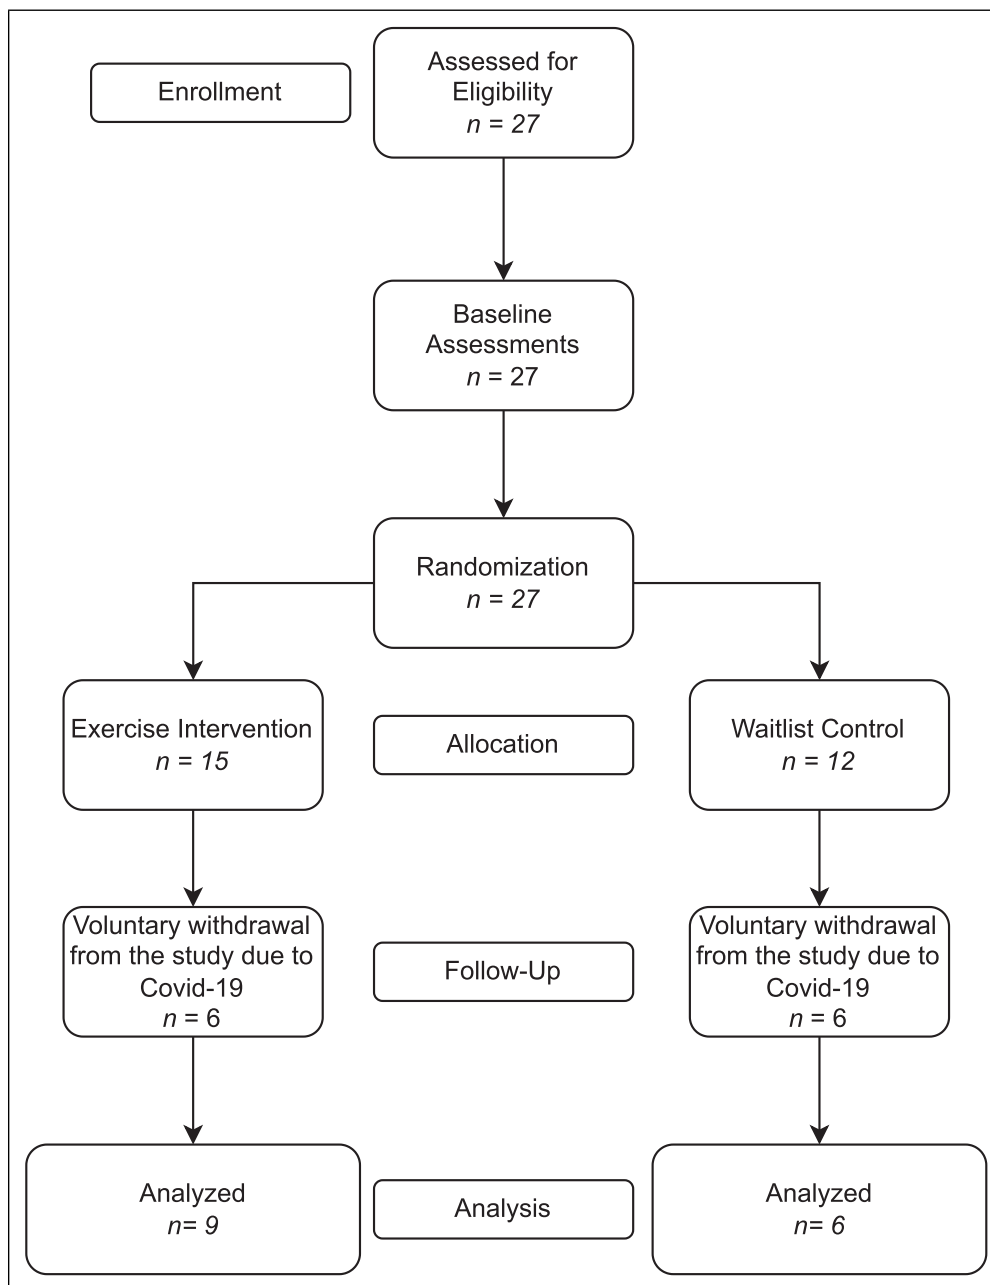 Enrollment
Assessed for
Eligibility
n = 27
Baseline
Assessments
n = 27
Randomization
n = 27
Exercise Intervention
n = 15
Allocation
Waitlist Control
n = 12
Voluntary withdrawal
from the study due to
Covid-19
n = 6
Follow-Up
Voluntary withdrawal
from the study due to
Covid-19
n = 6
Analyzed
n= 9
Analysis
Analyzed
n= 6